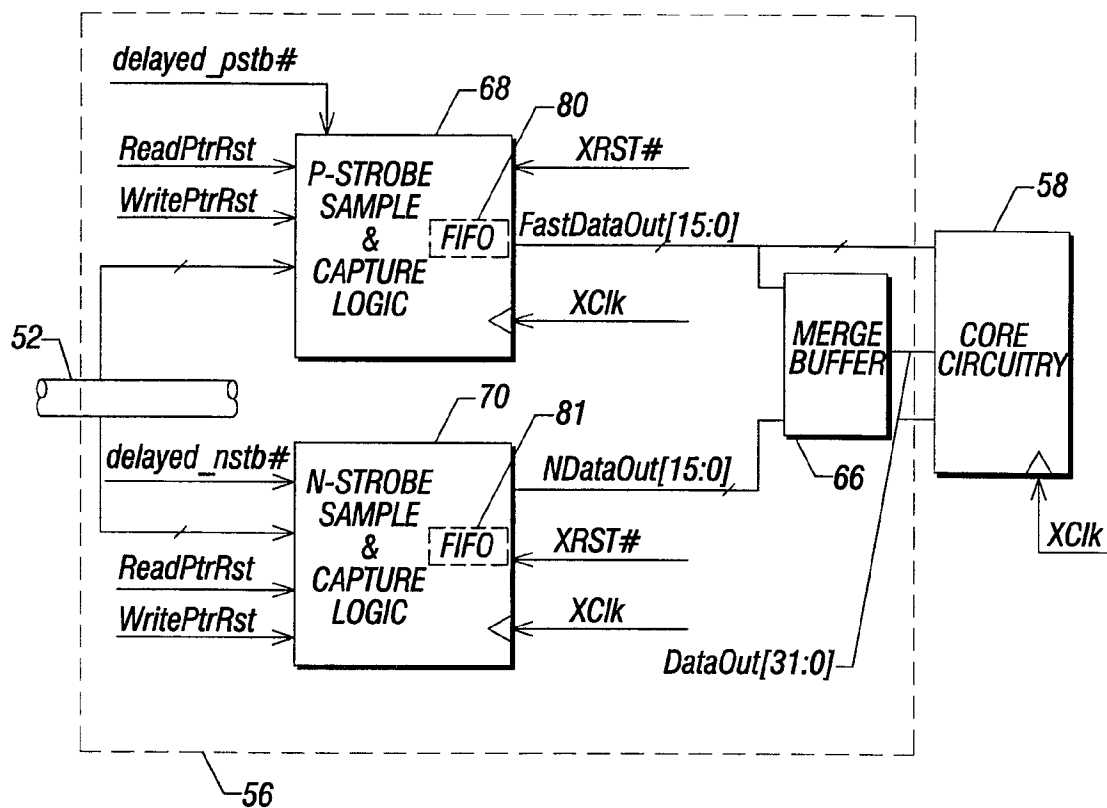 delayed_pstb#
68
80
ReadPtrRst
XRST#
58
WritePtrRst
P-STROBE
SAMPLE
&
CAPTURE
LOGIC
FIFO
FastDataOut[15:0]
XClk
52
MERGE
BUFFER
CORE
CIRCUITRY
70
81
delayed_nstb#
N-STROBE
SAMPLE
&
CAPTURE
LOGIC
FIFO
NDataOut[15:0]
66
XRST#
XClk
ReadPtrRst
WritePtrRst
XClk
DataOut[31:0]
56